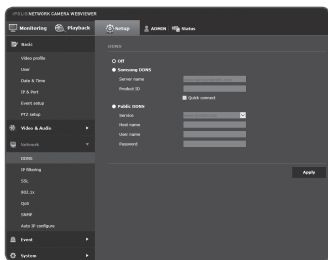 iPOLiS NETWORK CAMERA WEBVIEWER
Monitoring
Playback
Setup
ADMIN
Status
Basic
Video profile
User
Date & Time
IP & Port
Event setup
PTZ setup
Video & Audio
Network
DDNS
IP filtering
SSL
802.1x
QoS
SNMP
Auto IP configure
Event
System
DDNS
Off
Samsung DDNS
Server name
Product ID
Quick connect
Public DDNS
Service
Host name
User name
Password
Apply